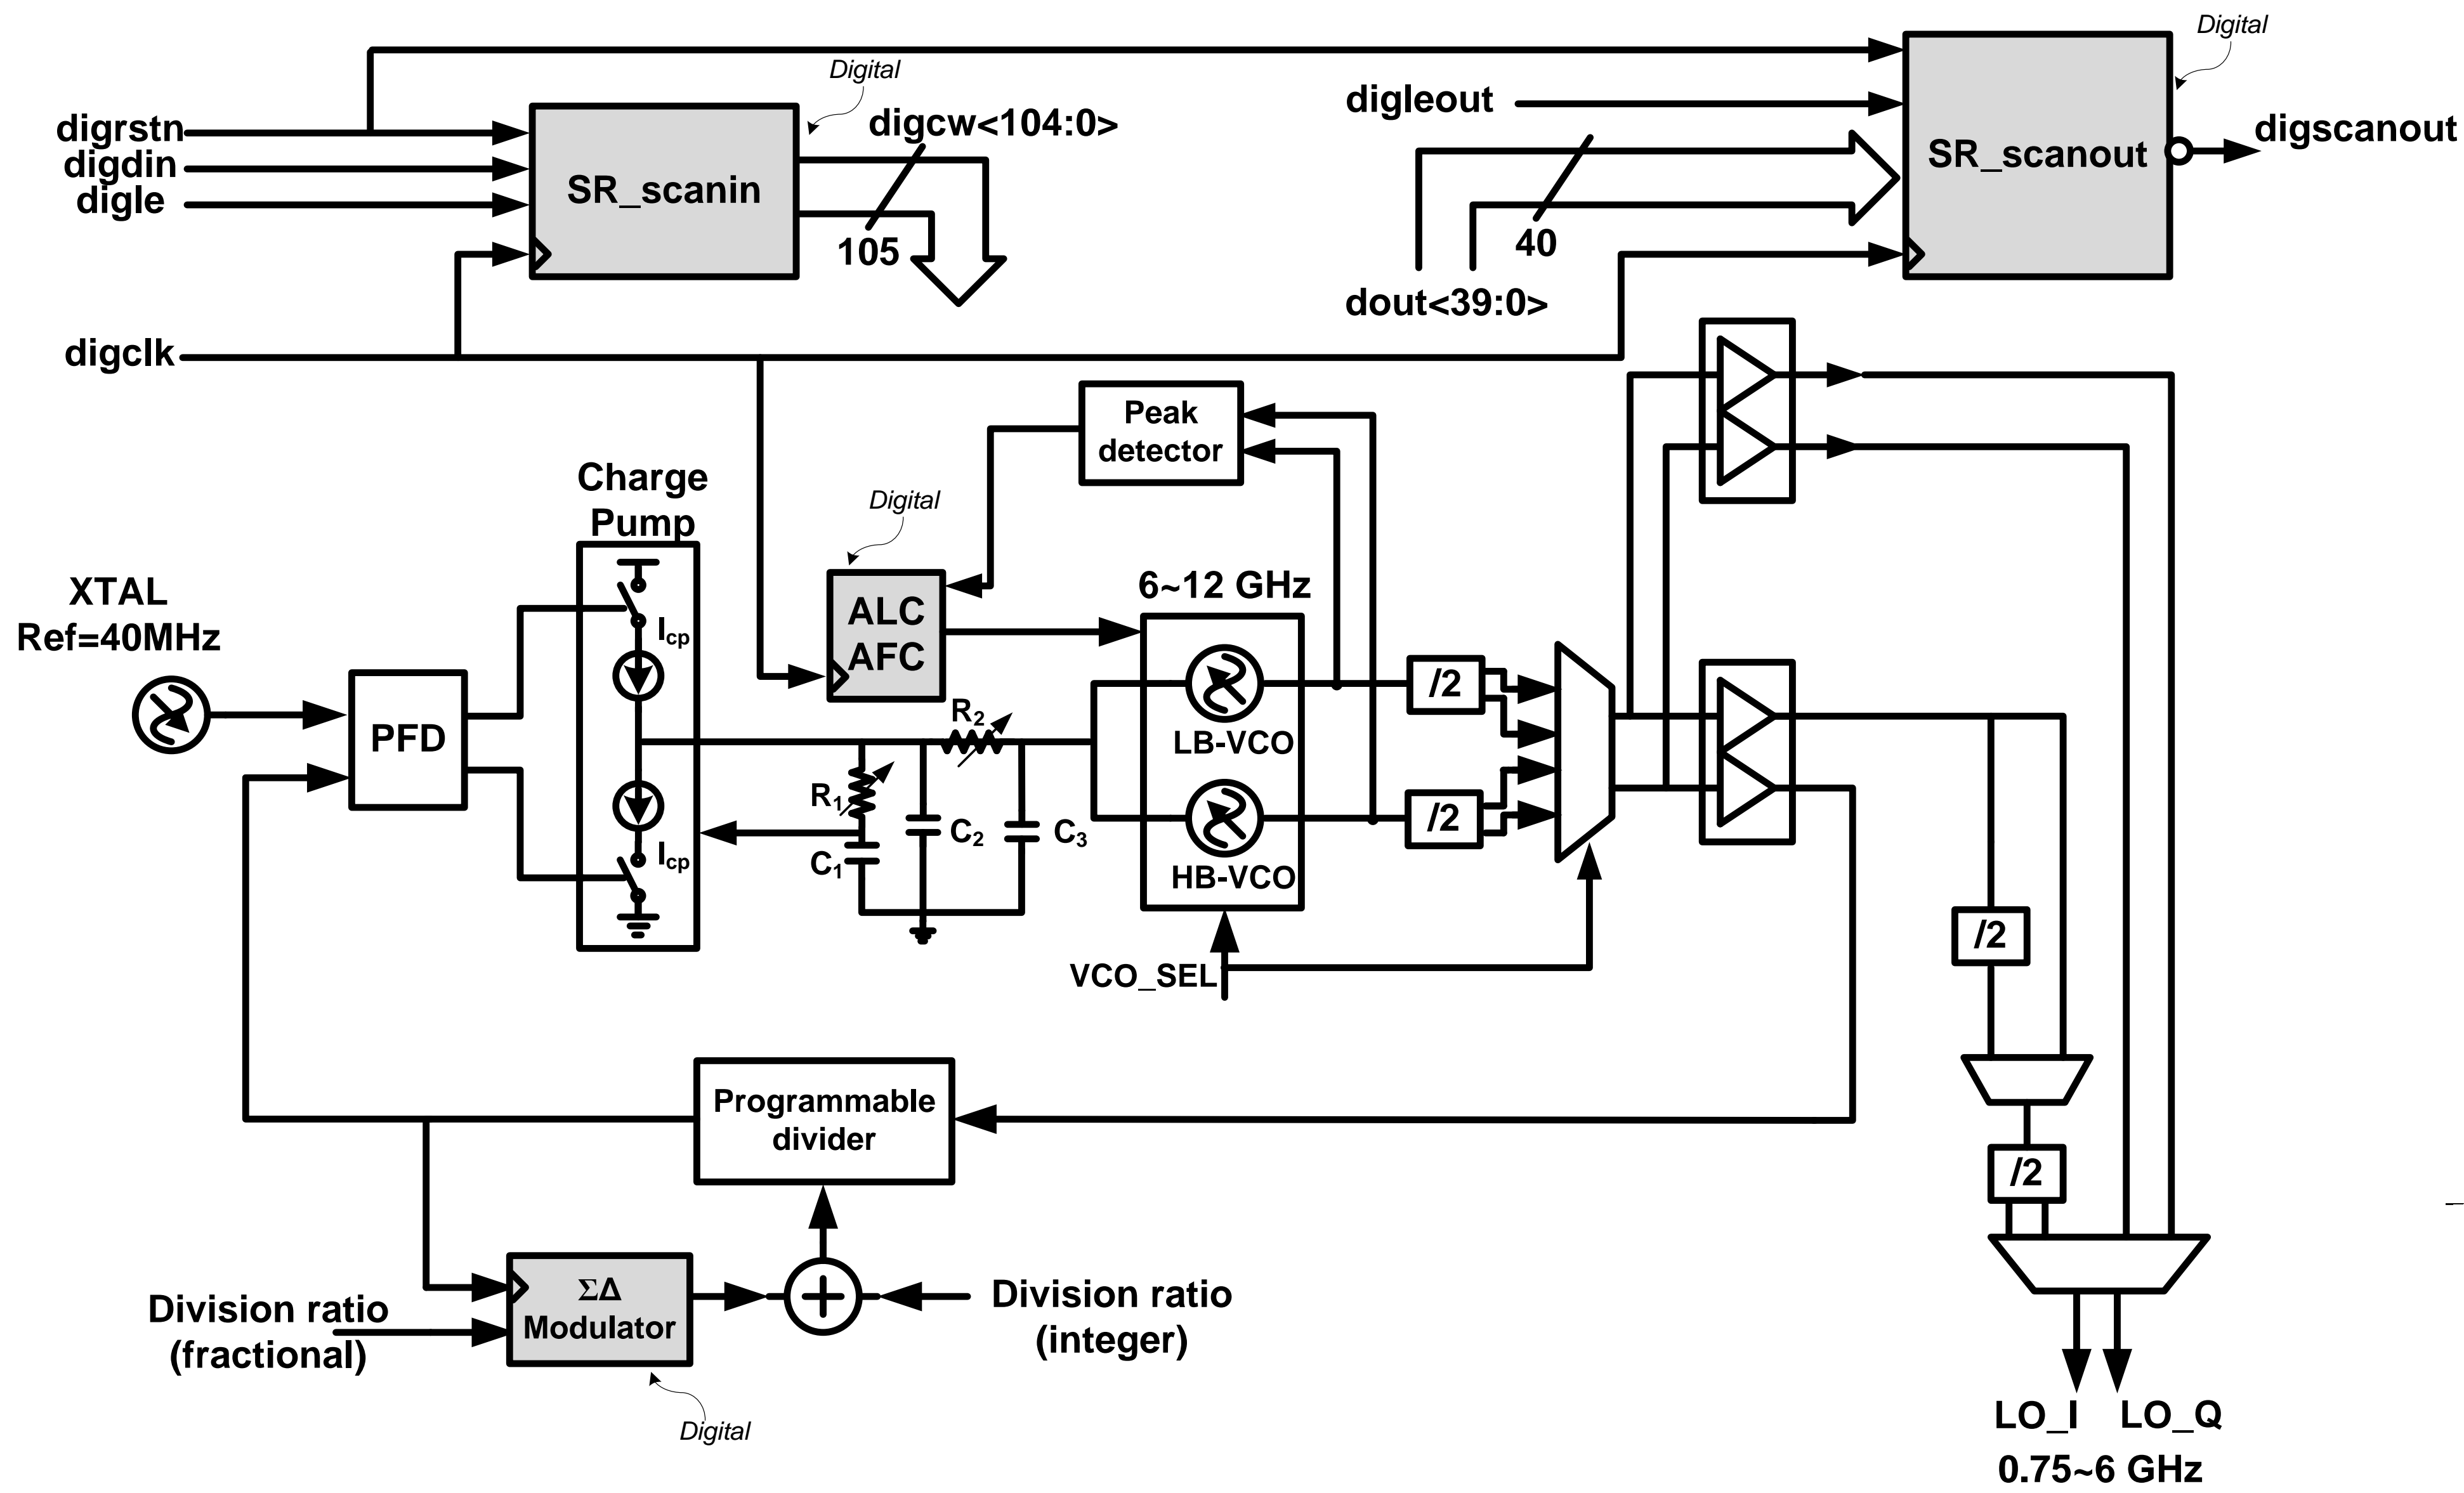 Digital
Digital
digrstn
digdin
digle
SR_scanin
digcw<104:0>
105
digleout
40
dout<39:0>
SR_scanout
digscanout
digclk
Peak
detector
Charge
Pump
Digital
XTAL
Ref=40MHz
PFD
Icp
Icp
ALC
AFC
6~12 GHz
LB-VCO
HB-VCO
R2
R1
C1
C2
C3
/2
/2
VCO_SEL
/2
/2
Programmable
divider
ΣΔ
Modulator
Division ratio
(fractional)
Division ratio
(integer)
Digital
LO_I
LO_Q
0.75~6 GHz